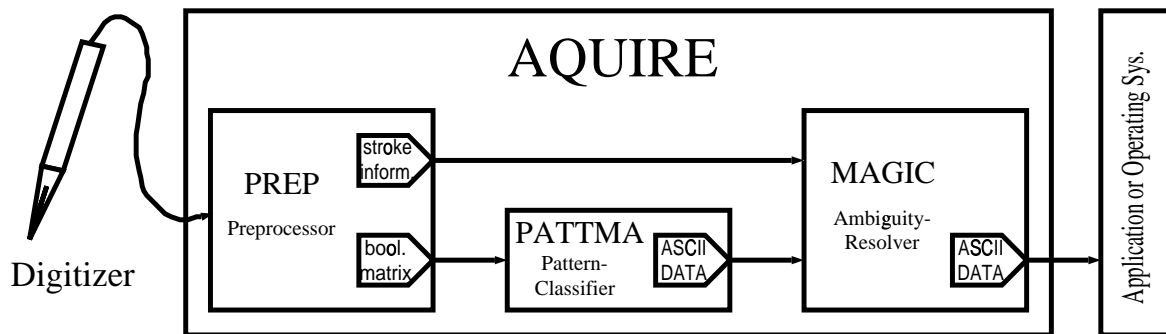 AQUIRE
Digitizer
PREP
Preprocessor
stroke
inform.
bool.
matrix
PATTMA
Pattern-
Classifier
ASCII
DATA
MAGIC
Ambiguity-
Resolver
ASCII
DATA
Application or Operating Sys.